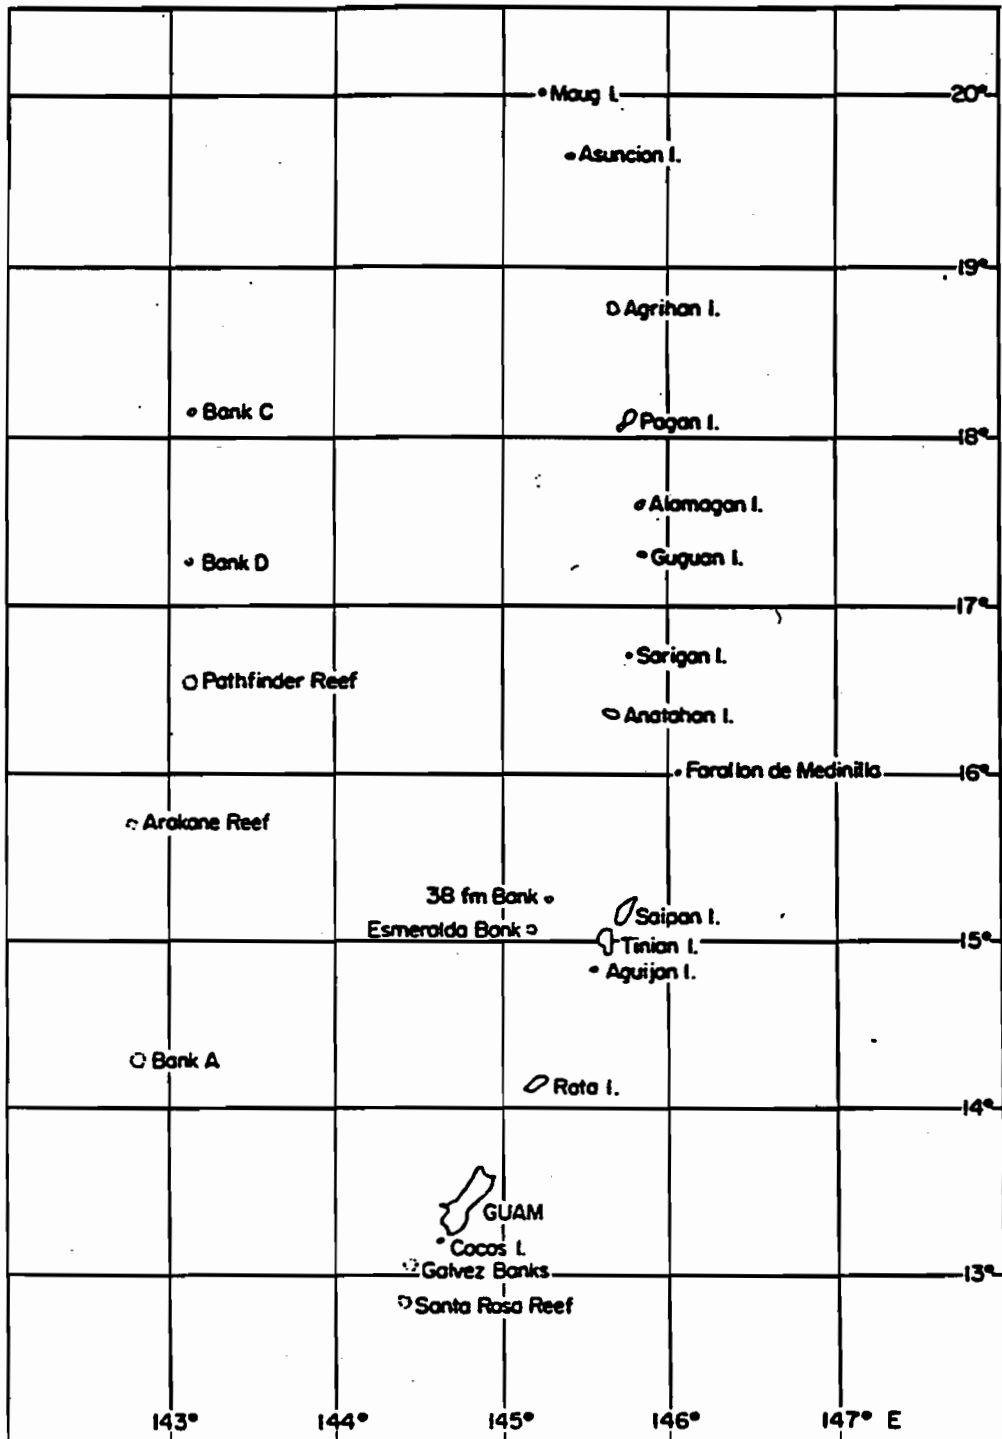 Maug I.
20°
Asuncion I.
19°
Agrihan I.
Bank C
Pagan I.
18°
Alamagan I.
Bank D
Guguan I.
17°
Sarigan I.
Pathfinder Reef
Anatahan I.
Farallon de Medinilla
16°
Arakane Reef
38 fm Bank
Saipan I.
Esmeralda Bank
Tinian I.
15°
Aguijan I.
Bank A
Rota I.
14°
GUAM
Cocos I.
Galvez Banks
13°
Santa Rosa Reef
143° 144° 145° 146° 147° E